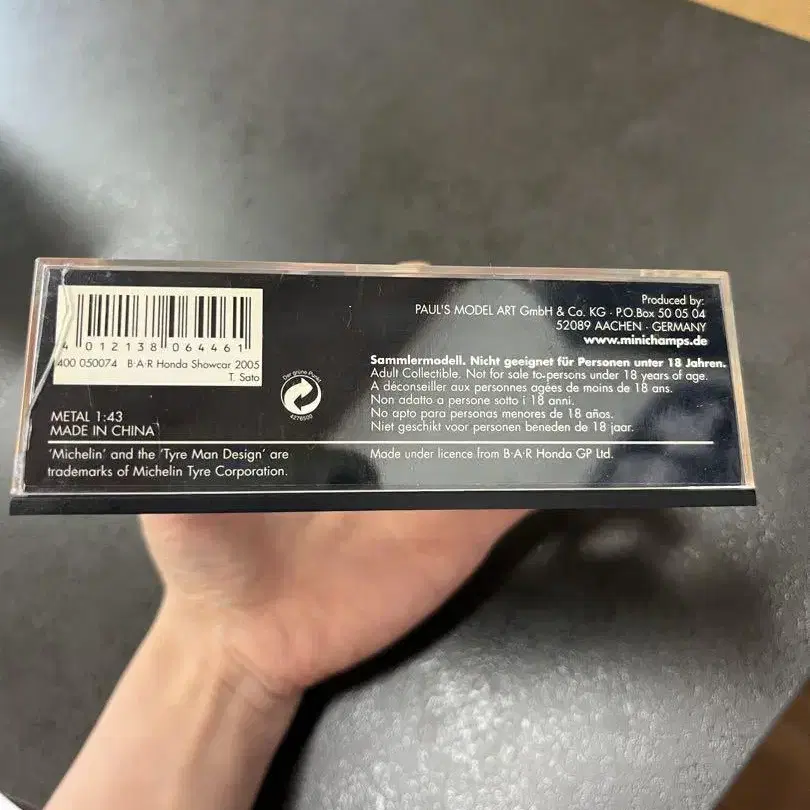 4 012138 064461
400 050074 B·A·R Honda Showcar 2005
T. Sato
Der grüne Punkt
4276500
METAL 1:43
MADE IN CHINA
'Michelin' and the 'Tyre Man Design' are
trademarks of Michelin Tyre Corporation.
Produced by:
PAUL'S MODEL ART GmbH & Co. KG · P.O.Box 50 05 04
52089 AACHEN · GERMANY
www.minichamps.de
Sammlermodell. Nicht geeignet für Personen unter 18 Jahren.
Adult Collectible. Not for sale to persons under 18 years of age.
A déconseiller aux personnes agées de moins de 18 ans.
Non adatto a persone sotto i 18 anni.
No apto para personas menores de 18 años.
Niet geschikt voor personen beneden de 18 jaar.
Made under licence from B·A·R Honda GP Ltd.